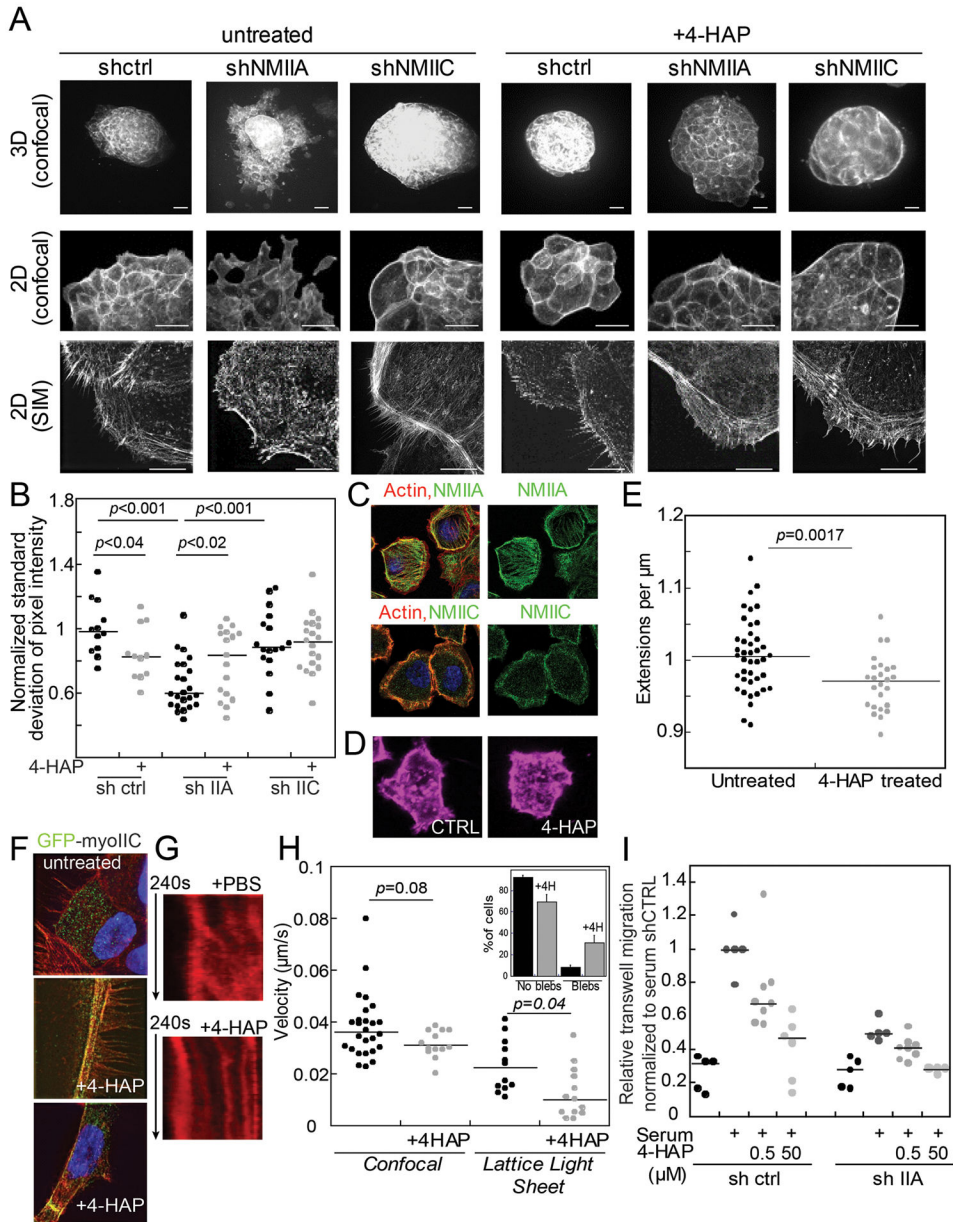 A
untreated
+4-HAP
shctrl shNMIIA shNMIIC shctrl shNMIIA shNMIIC
3D
(confocal)
2D
(confocal)
2D
(SIM)
B
Normalized standard
deviation of pixel intensity
1.8
1.4
1
0.6
p<0.001 p<0.001
p<0.04 p<0.02
4-HAP + + +
sh ctrl sh IIA sh IIC
C
Actin,NMIIA NMIIA
Actin,NMIIC NMIIC
D
CTRL 4-HAP
E
Extensions per µm
1.2
1.1
1
0.9
p=0.0017
Untreated 4-HAP treated
F
GFP-myoIIC
untreated
+4-HAP
+4-HAP
G
240s +PBS
240s +4-HAP
H
Velocity (µm/s)
0.1
0.08
0.06
0.04
0.02
0
p=0.08
p=0.04
% of cells
80
60
40
20
0
+4H
+4H
No blebs Blebs
+4HAP +4HAP
Confocal Lattice Light
Sheet
I
Relative transwell migration
normalized to serum shCTRL
1.4
1.2
1
0.8
0.6
0.4
0.2
0
Serum + + + + + +
4-HAP 0.5 50 0.5 50
(µM)
sh ctrl sh IIA